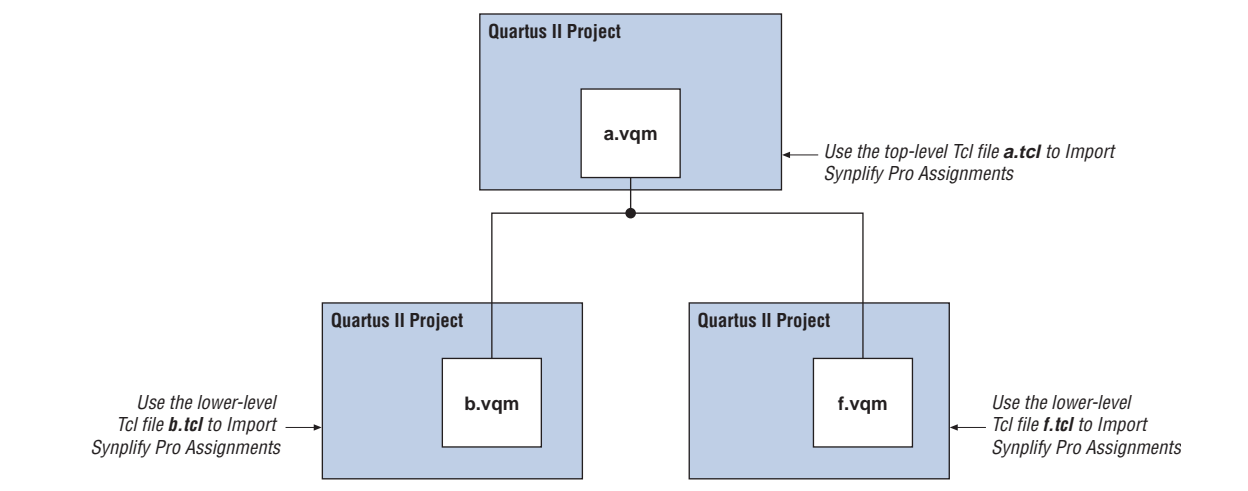 Quartus II Project
a.vqm
Use the top-level Tcl file a.tcl to Import
Synplify Pro Assignments
Quartus II Project
b.vqm
Use the lower-level
Tcl file b.tcl to Import
Synplify Pro Assignments
Quartus II Project
f.vqm
Use the lower-level
Tcl file f.tcl to Import
Synplify Pro Assignments